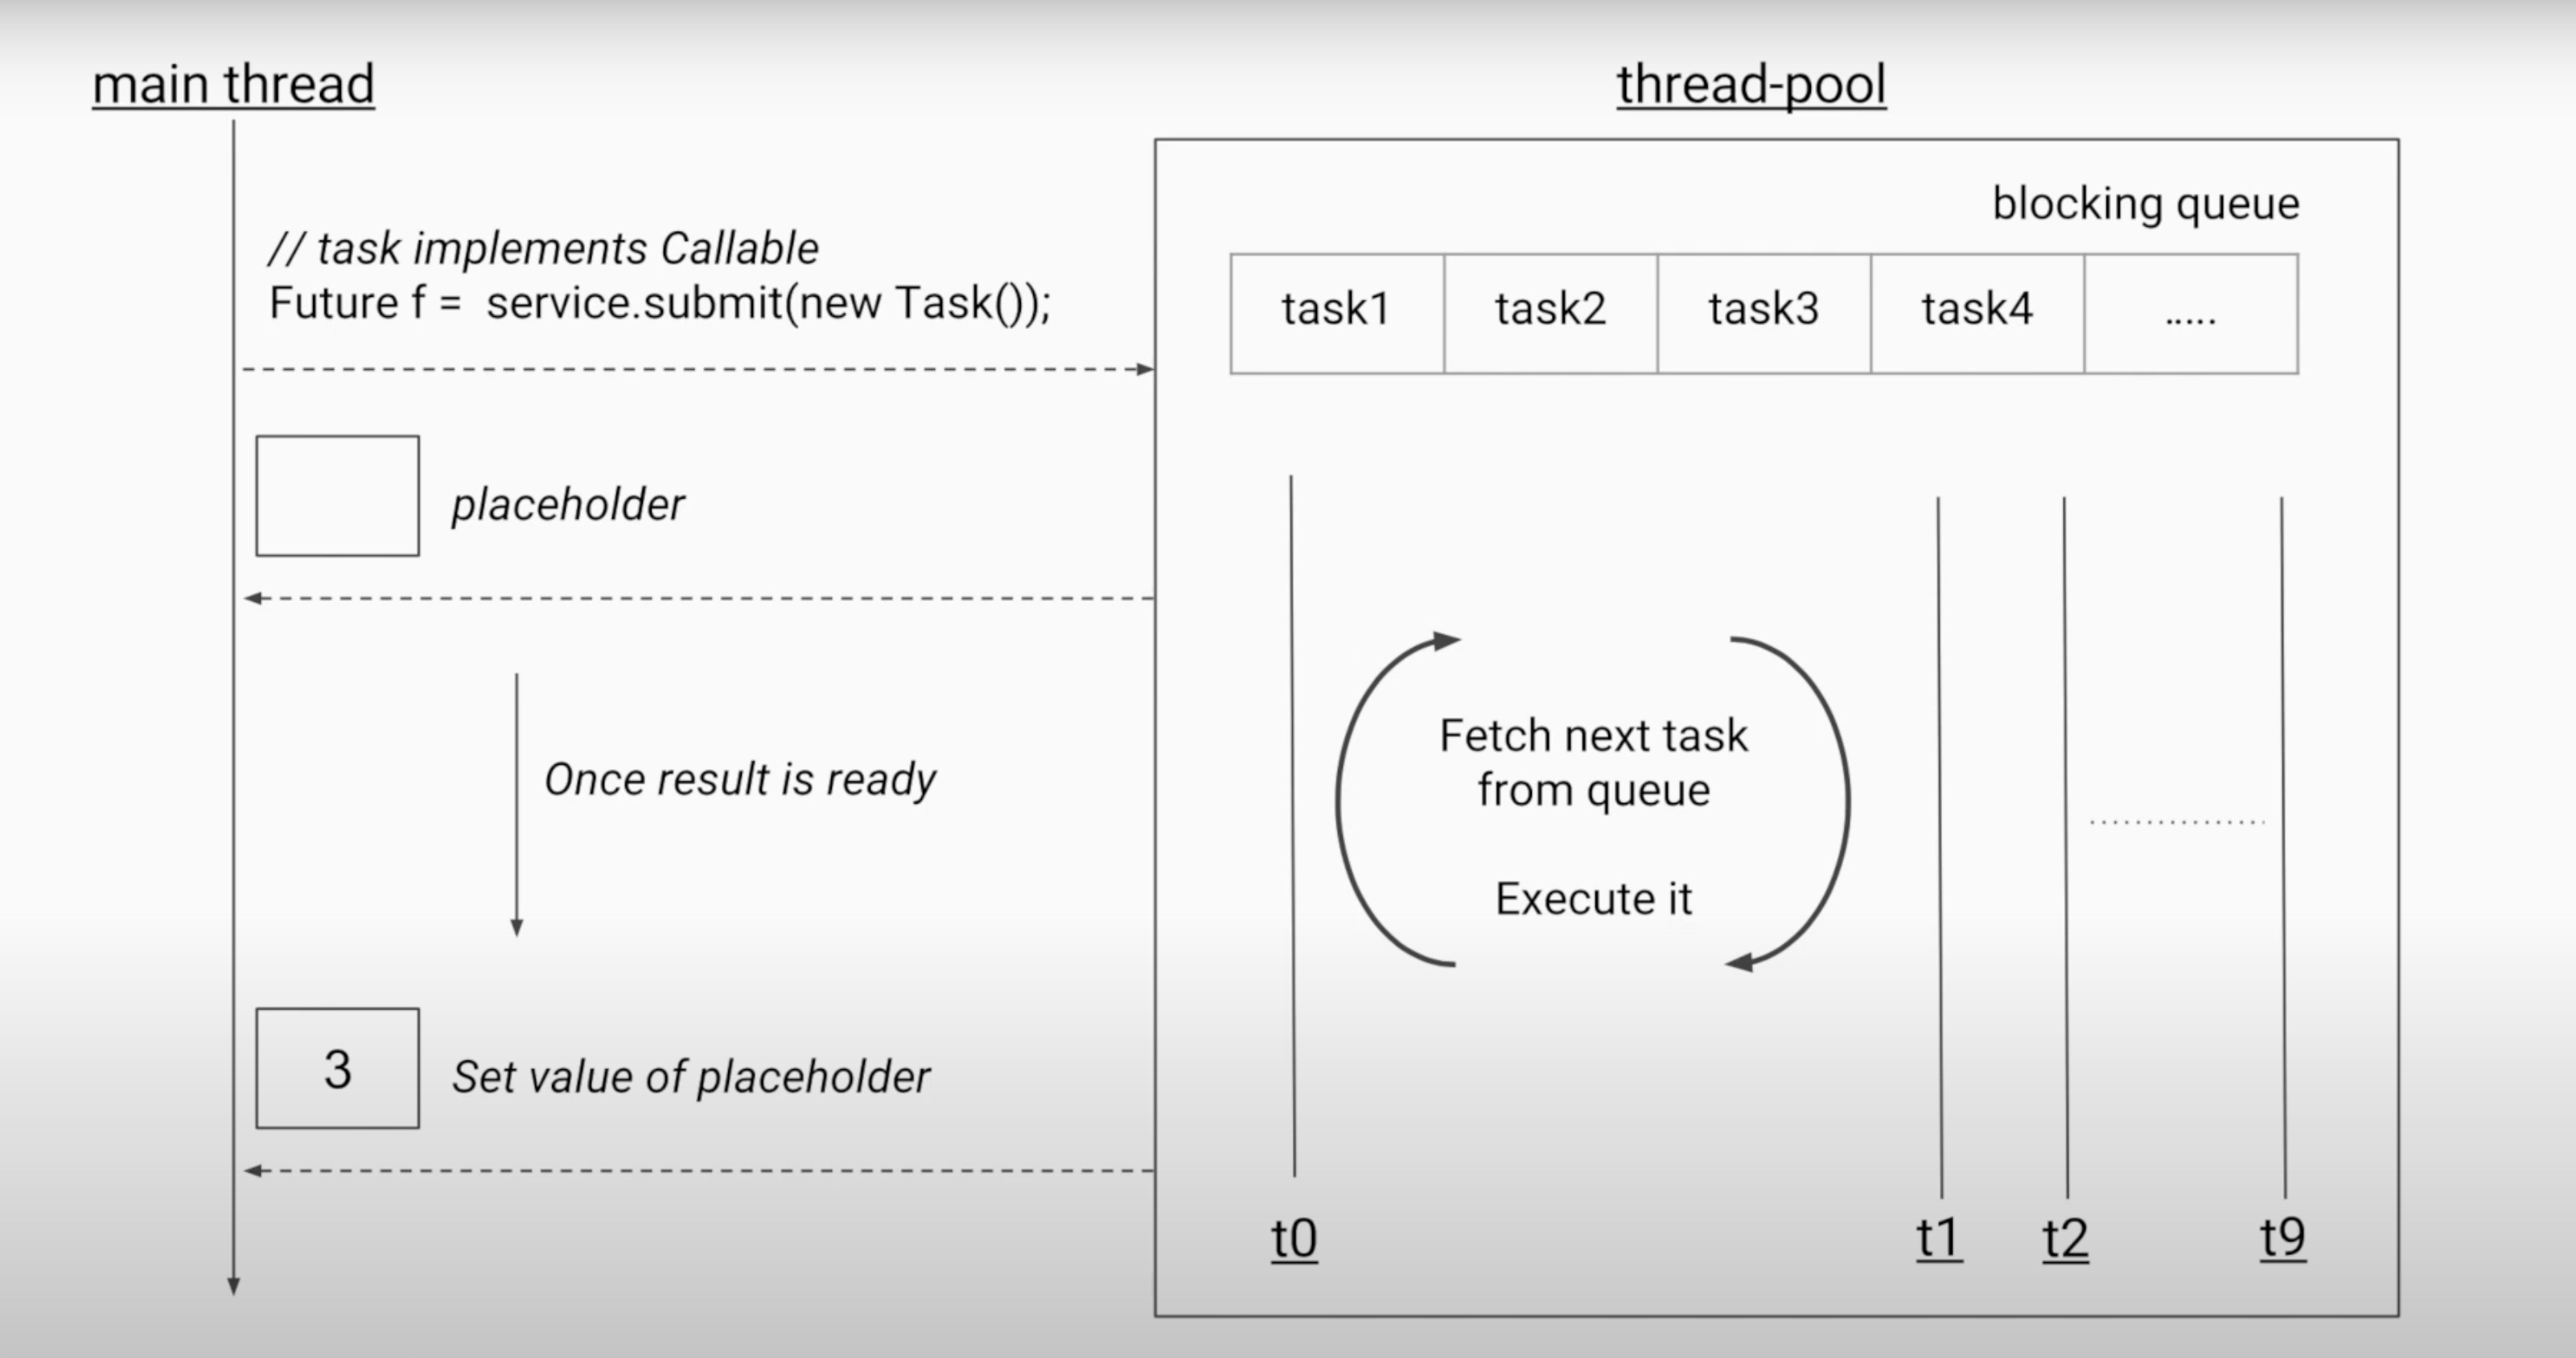 main thread
thread-pool
// task implements Callable
Future f =  service.submit(new Task());
blocking queue
task1
task2
task3
task4
.....
placeholder
Once result is ready
Fetch next task
from queue
Execute it
3
Set value of placeholder
t0
t1
t2
t9